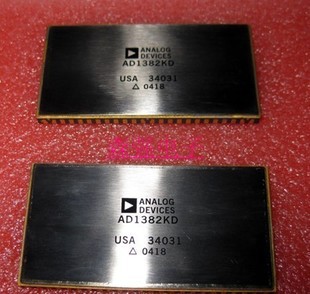 ANALOG
DEVICES
AD1382KD
USA 34031
△ 0418
ANALOG
DEVICES
AD1382KD
USA 34031
△ 0418